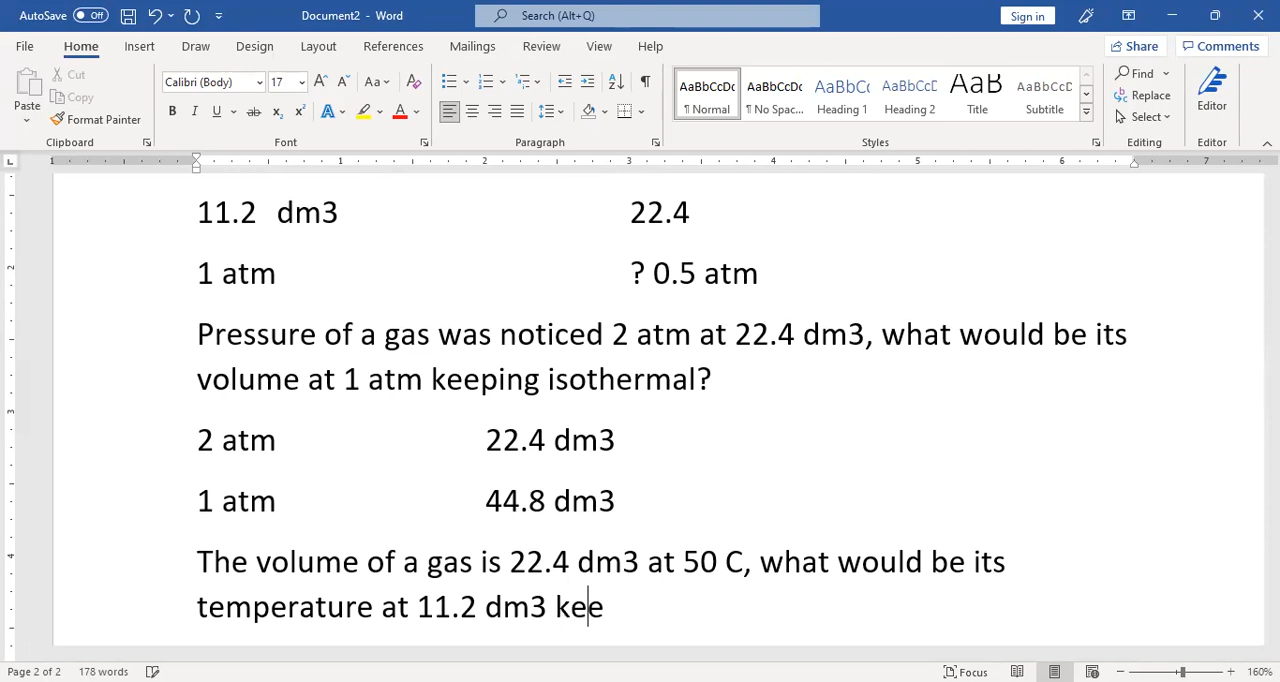 AutoSave Off Document2 - Word Search (Alt+Q) Sign in
File Home Insert Draw Design Layout References Mailings Review View Help Share Comments
Paste Cut Copy Format Painter Clipboard
Calibri (Body) 17 Font
Paragraph
AaBbCcDc AaBbCcDc AaBbCcD AaBbCcD AaB AaBbCcD
¶ Normal ¶ No Spac... Heading 1 Heading 2 Title Subtitle
Styles
Find Replace Select Editing
Editor Editor
11.2 dm3 22.4
1 atm ? 0.5 atm
Pressure of a gas was noticed 2 atm at 22.4 dm3, what would be its
volume at 1 atm keeping isothermal?
2 atm 22.4 dm3
1 atm 44.8 dm3
The volume of a gas is 22.4 dm3 at 50 C, what would be its
temperature at 11.2 dm3 kee
Page 2 of 2 178 words Focus 160%